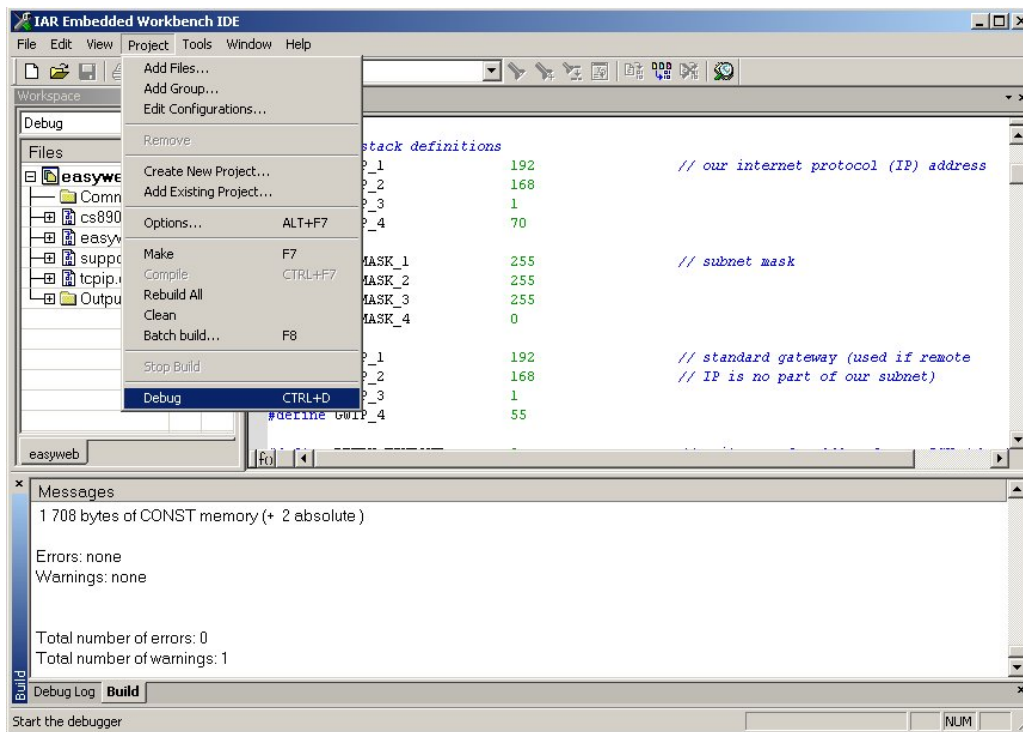 IAR Embedded Workbench IDE
File Edit View Project Tools Window Help
Workspace
Debug
Files
easywe
Comn
cs890
easyw
suppo
tcpip.
Outpu
easyweb
Add Files...
Add Group...
Edit Configurations...
Remove
Create New Project...
Add Existing Project...
Options... ALT+F7
Make F7
Compile CTRL+F7
Rebuild All
Clean
Batch build... F8
Stop Build
Debug CTRL+D
stack definitions
P_1 192 // our internet protocol (IP) address
P_2 168
P_3 1
P_4 70
MASK_1 255 // subnet mask
MASK_2 255
MASK_3 255
MASK_4 0
P_1 192 // standard gateway (used if remote
P_2 168 // IP is no part of our subnet)
P_3 1
#define GWIP_4 55
f()
Messages
1 708 bytes of CONST memory (+ 2 absolute )
Errors: none
Warnings: none
Total number of errors: 0
Total number of warnings: 1
Build
Debug Log Build
Start the debugger NUM